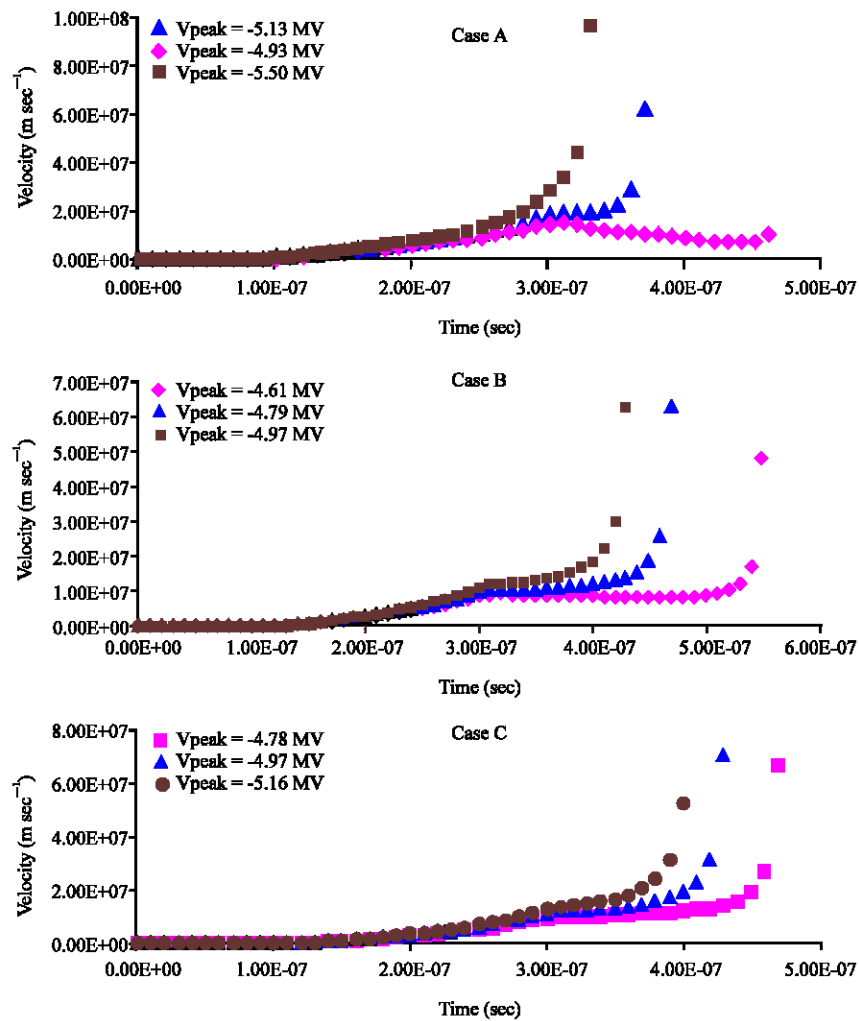 Case A
Vpeak = -5.13 MV
Vpeak = -4.93 MV
Vpeak = -5.50 MV
Velocity (m sec⁻¹)
1.00E+08
8.00E+07
6.00E+07
4.00E+07
2.00E+07
0.00E+00
0.00E+00 1.00E-07 2.00E-07 3.00E-07 4.00E-07 5.00E-07
Time (sec)
Case B
Vpeak = -4.61 MV
Vpeak = -4.79 MV
Vpeak = -4.97 MV
Velocity (m sec⁻¹)
7.00E+07
6.00E+07
5.00E+07
4.00E+07
3.00E+07
2.00E+07
1.00E+07
0.00E+00
0.00E+00 1.00E-07 2.00E-07 3.00E-07 4.00E-07 5.00E-07 6.00E-07
Time (sec)
Case C
Vpeak = -4.78 MV
Vpeak = -4.97 MV
Vpeak = -5.16 MV
Velocity (m sec⁻¹)
8.00E+07
6.00E+07
4.00E+07
2.00E+07
0.00E+00
0.00E+00 1.00E-07 2.00E-07 3.00E-07 4.00E-07 5.00E-07
Time (sec)